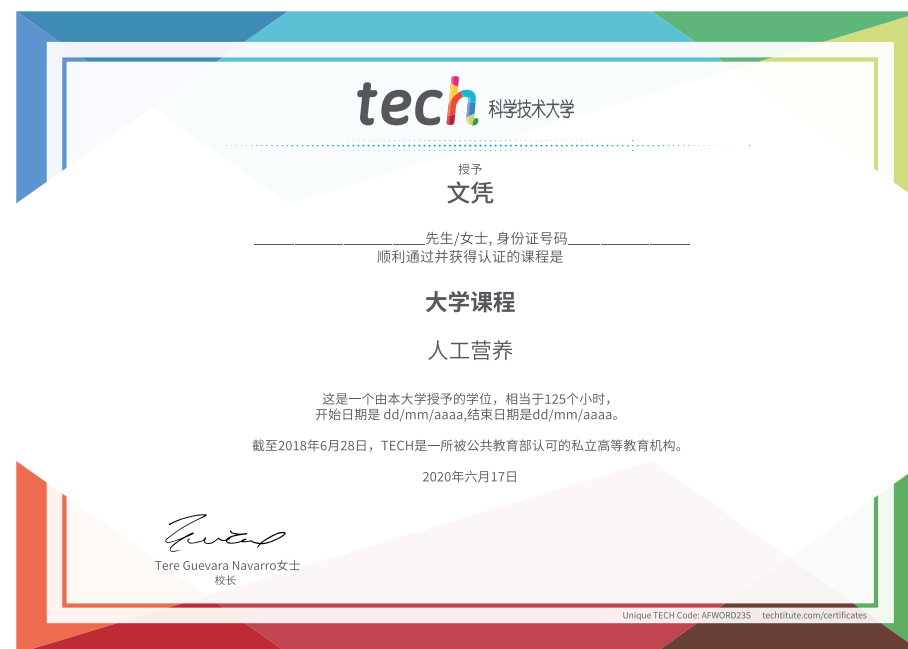 tech 科学技术大学
授予
文凭
____________________先生/女士, 身份证号码______________
顺利通过并获得认证的课程是
大学课程
人工营养
这是一个由本大学授予的学位，相当于125个小时，
开始日期是 dd/mm/aaaa,结束日期是dd/mm/aaaa。
截至2018年6月28日，TECH是一所被公共教育部认可的私立高等教育机构。
2020年六月17日
Tere Guevara Navarro女士
校长
Unique TECH Code: AFWORD23S techtitute.com/certificates